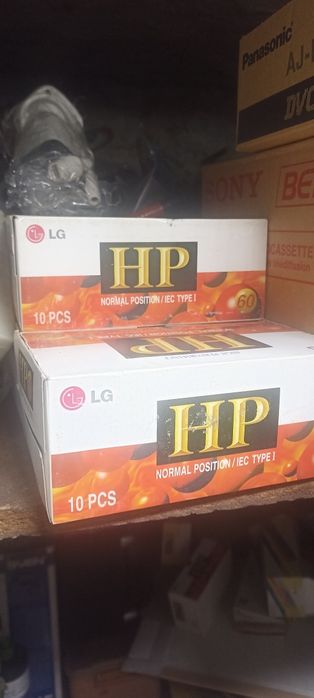 Panasonic
AJ-
DVC
SONY BE
CASSETTE
LG
HP
NORMAL POSITION/IEC TYPE I
60
10 PCS
HP
LG
HP
NORMAL POSITION/IEC TYPE I
10 PCS